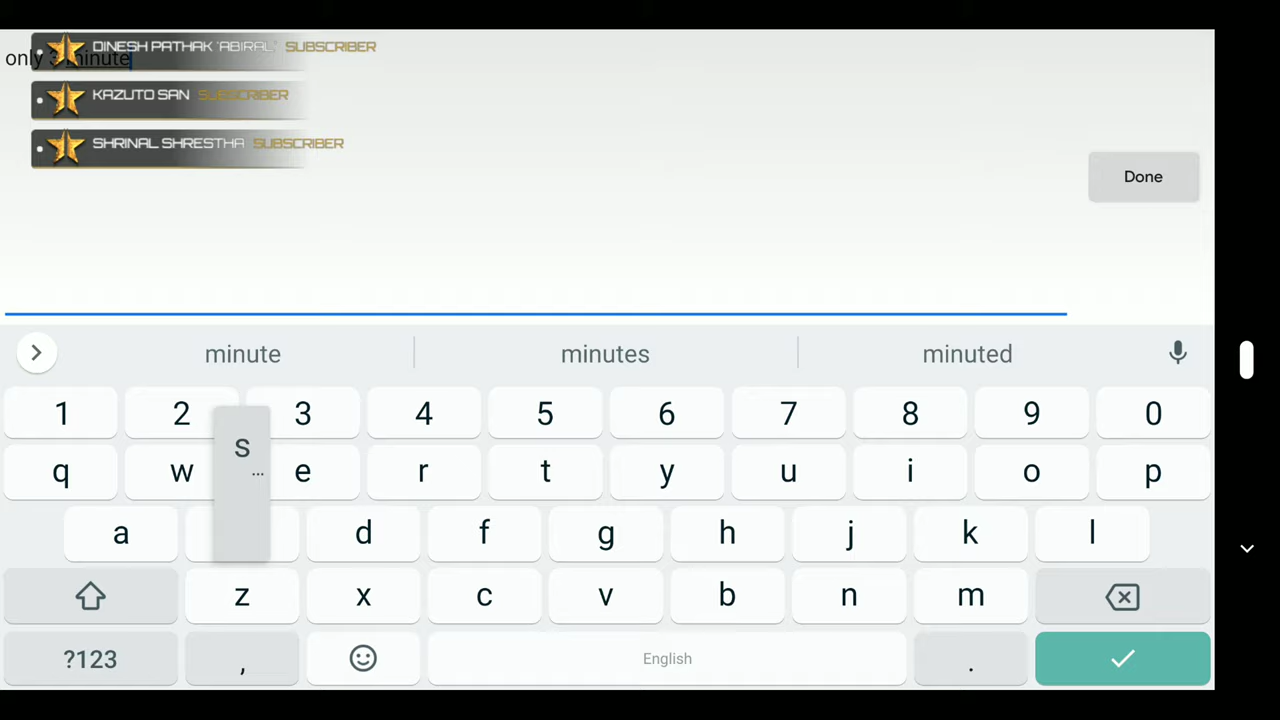 DINESH PATHAK 'ABIRAL' SUBSCRIBER
only 3 minute
KAZUTO SAN SUBSCRIBER
SHRINAL SHRESTHA SUBSCRIBER
Done
minute minutes minuted
1 2 3 4 5 6 7 8 9 0
s
...
q w e r t y u i o p
a d f g h j k l
z x c v b n m
?123 , English .